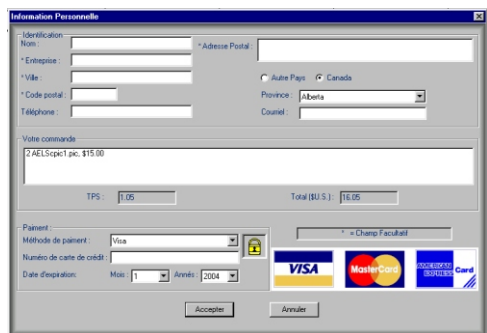 Information Personnelle
Identification
Nom :
* Adresse Postal :
* Entreprise :
* Ville :
Autre Pays
Canada
* Code postal :
Province :
Alberta
Téléphone :
Courriel :
Votre commande
2 AELScpic1.pic, $15.00
TPS :
1.05
Total ($U.S.) :
16.05
Paiment :
Méthode de paiment :
Visa
* = Champ Facultatif
Numéro de carte de crédit :
VISA
MasterCard
AMERICAN EXPRESS
Card
Date d'expiration:
Mois :
1
Année :
2004
Accepter
Annuler